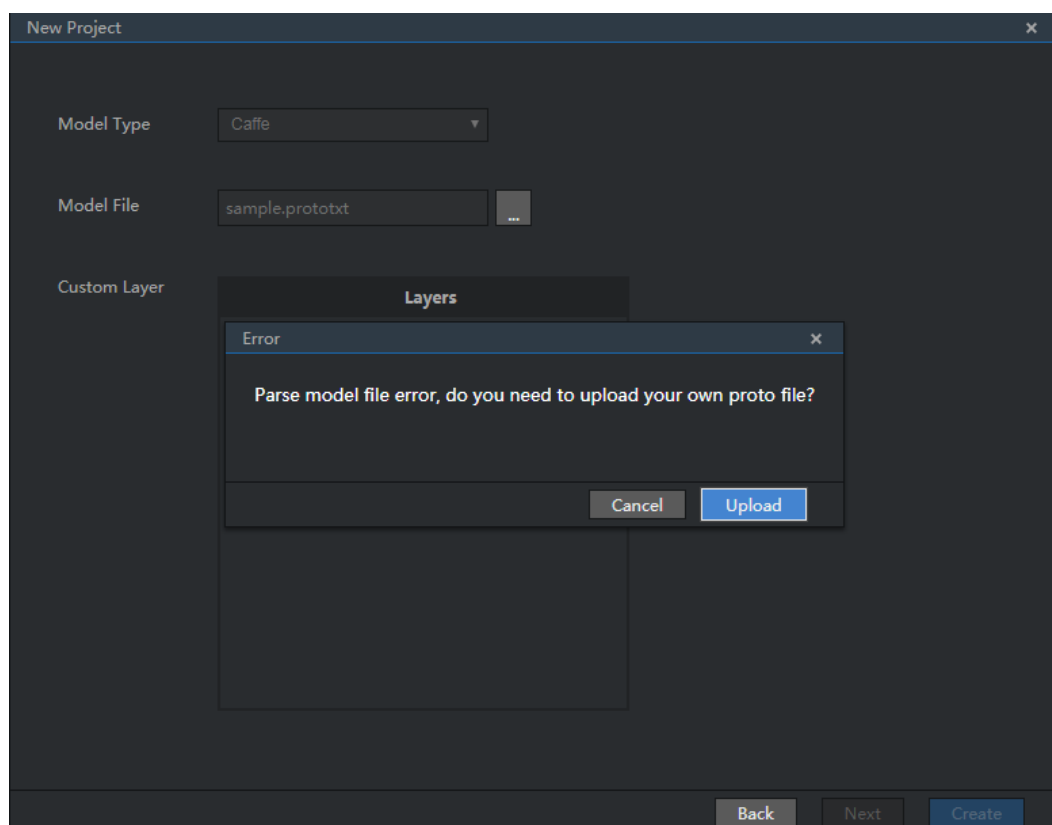 New Project
Model Type
Caffe
Model File
sample.prototxt
...
Custom Layer
Layers
Error
Parse model file error, do you need to upload your own proto file?
Cancel
Upload
Back
Next
Create